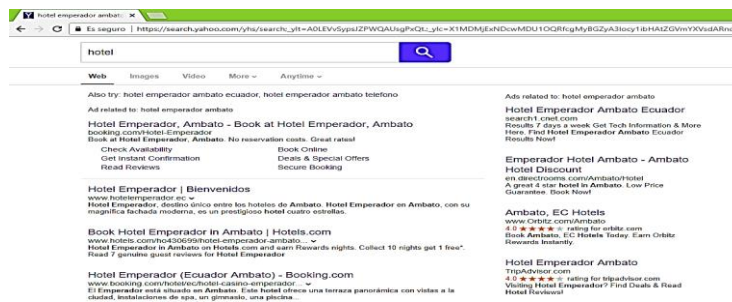 hotel emperador ambato
Es seguro | https://search.yahoo.com/yhs/
hotel
Web Images Video More Anytime
Also try: hotel emperador ambato ecuador, hotel emperador ambato telefono
Ad related to: hotel emperador ambato
Hotel Emperador, Ambato - Book at Hotel Emperador, Ambato
booking.com/Hotel-Emperador
Book at Hotel Emperador, Ambato. No reservation costs. Great rates!
Check Availability Book Online
Get Instant Confirmation Deals & Special Offers
Read Reviews Secure Booking
Hotel Emperador | Bienvenidos
www.hotelemperador.ec
Hotel Emperador, destino único entre los hoteles de Ambato. Hotel Emperador en Ambato, con su
magnífica fachada moderna, es un prestigioso hotel cuatro estrellas.
Book Hotel Emperador in Ambato | Hotels.com
www.hotels.com/ho430699/hotel-emperador-ambato...
Hotel Emperador in Ambato on Hotels.com and earn Rewards nights. Collect 10 nights get 1 free*.
Read 7 genuine guest reviews for Hotel Emperador
Hotel Emperador (Ecuador Ambato) - Booking.com
www.booking.com/hotel/ec/hotel-casino-emperador...
El Emperador está situado en Ambato. Este hotel ofrece una terraza panorámica con vistas a la
ciudad, instalaciones de spa, un gimnasio, una piscina...
Ads related to: hotel emperador ambato
Hotel Emperador Ambato Ecuador
search1.cnet.com
Results 7 days a week Get Tech Information & More
Here. Find Hotel Emperador Ambato Ecuador
Results Now!
Emperador Hotel Ambato - Ambato
Hotel Discount
en.directrooms.com/Ambato/Hotel
A great 4 star hotel in Ambato. Low Price
Guarantee. Book Now!
Ambato, EC Hotels
www.Orbitz.com/Ambato
4.0 ★★★★★ rating for orbitz.com
Book Ambato, EC Hotels Today. Earn Orbitz
Rewards Instantly.
Hotel Emperador Ambato
TripAdvisor.com
4.0 ★★★★★ rating for tripadvisor.com
Visiting Hotel Emperador? Find Deals & Read
Hotel Reviews!